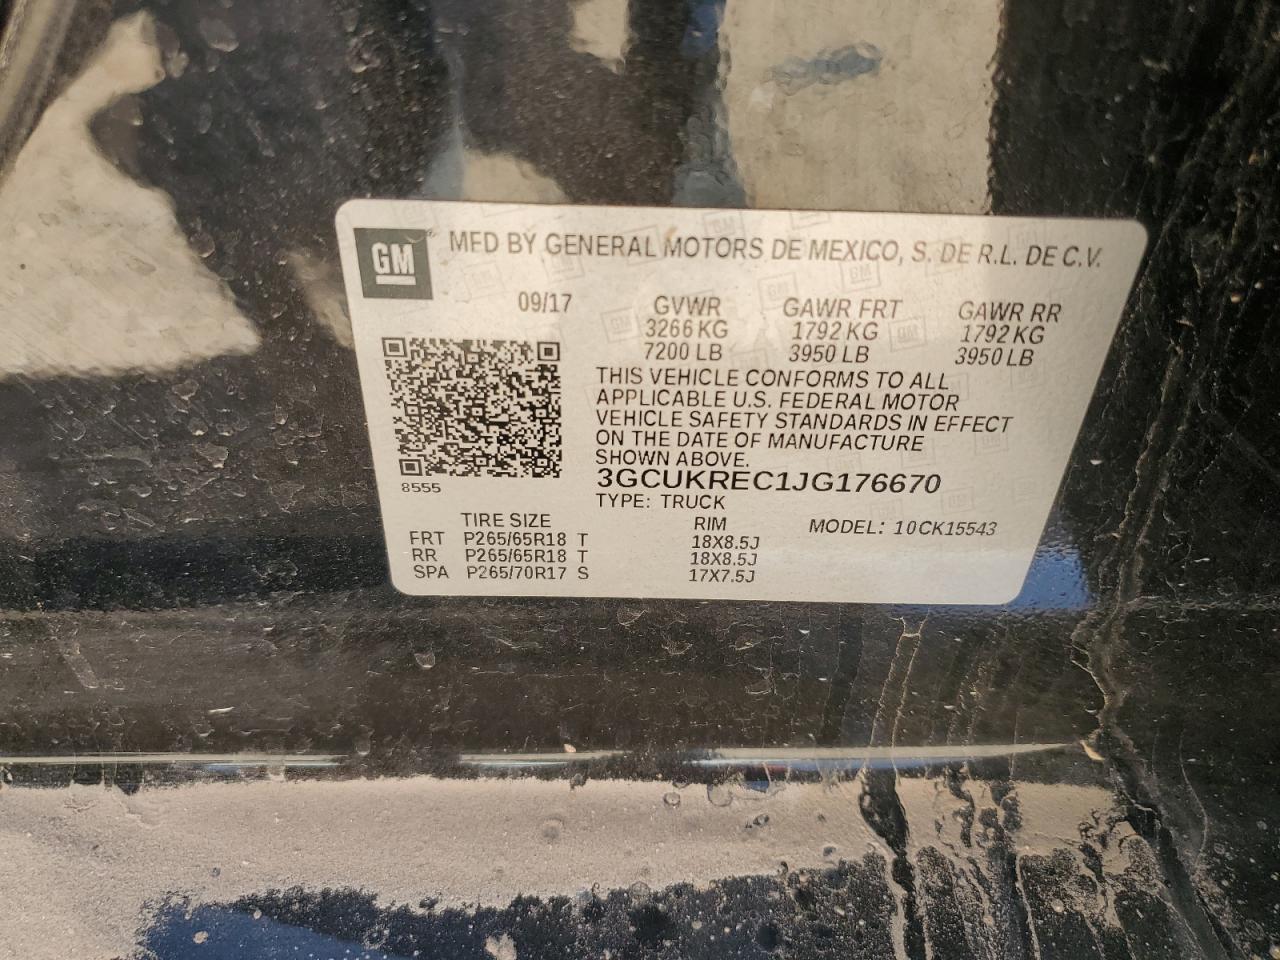 GM MFD BY GENERAL MOTORS DE MEXICO, S. DE R.L. DE C.V.
09/17 GVWR GAWR FRT GAWR RR
3266 KG 1792 KG 1792 KG
7200 LB 3950 LB 3950 LB
THIS VEHICLE CONFORMS TO ALL
APPLICABLE U.S. FEDERAL MOTOR
VEHICLE SAFETY STANDARDS IN EFFECT
ON THE DATE OF MANUFACTURE
SHOWN ABOVE.
3GCUKREC1JG176670
8555
TYPE: TRUCK
TIRE SIZE RIM MODEL: 10CK15543
FRT P265/65R18 T 18X8.5J
RR P265/65R18 T 18X8.5J
SPA P265/70R17 S 17X7.5J